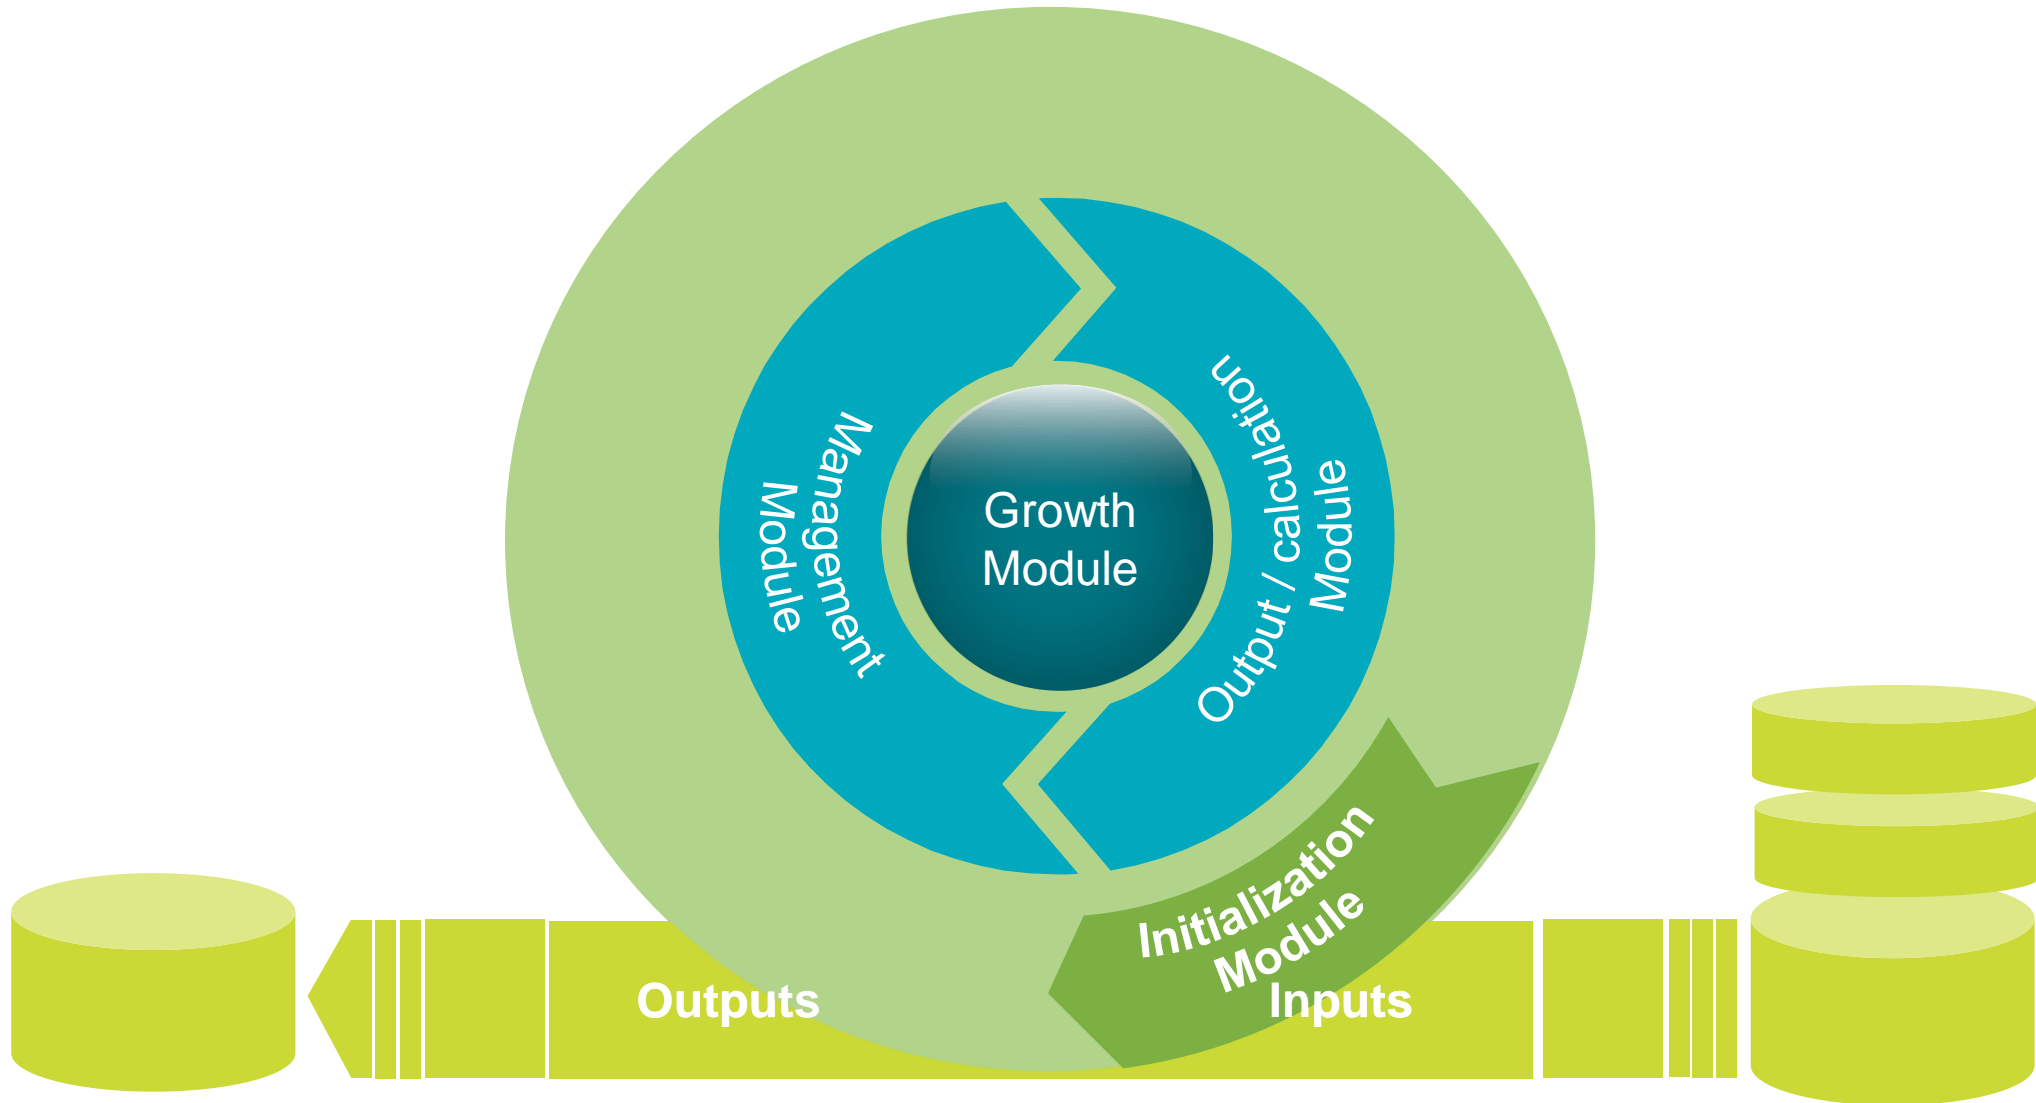 Growth
Module
Management
Module
Output / calculation
Module
Initialization
Module
Outputs
Inputs